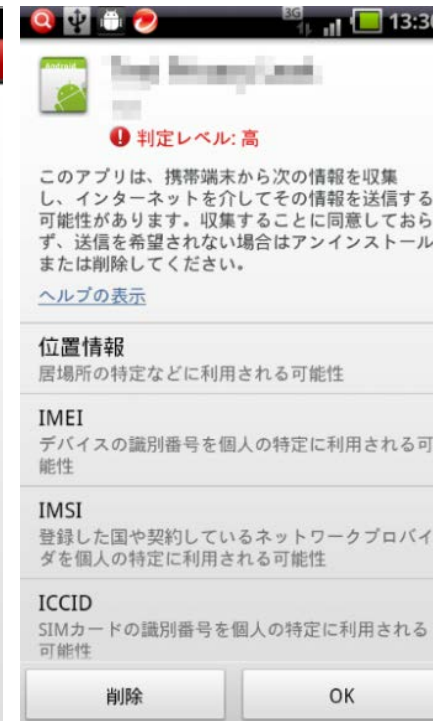 3G 13:30
Android
判定レベル: 高
このアプリは、携帯端末から次の情報を収集
し、インターネットを介してその情報を送信する
可能性があります。収集することに同意しておら
ず、送信を希望されない場合はアンインストール
または削除してください。
ヘルプの表示
位置情報
居場所の特定などに利用される可能性
IMEI
デバイスの識別番号を個人の特定に利用される可
能性
IMSI
登録した国や契約しているネットワークプロバイ
ダを個人の特定に利用される可能性
ICCID
SIMカードの識別番号を個人の特定に利用される
可能性
削除 OK